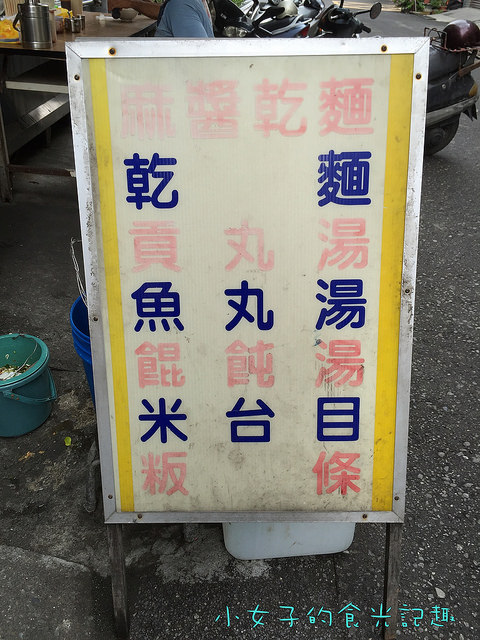 麻醬乾麵
乾麵
貢丸湯
魚丸湯
餛飩湯
米台目
粄條
小女子的食光記趣